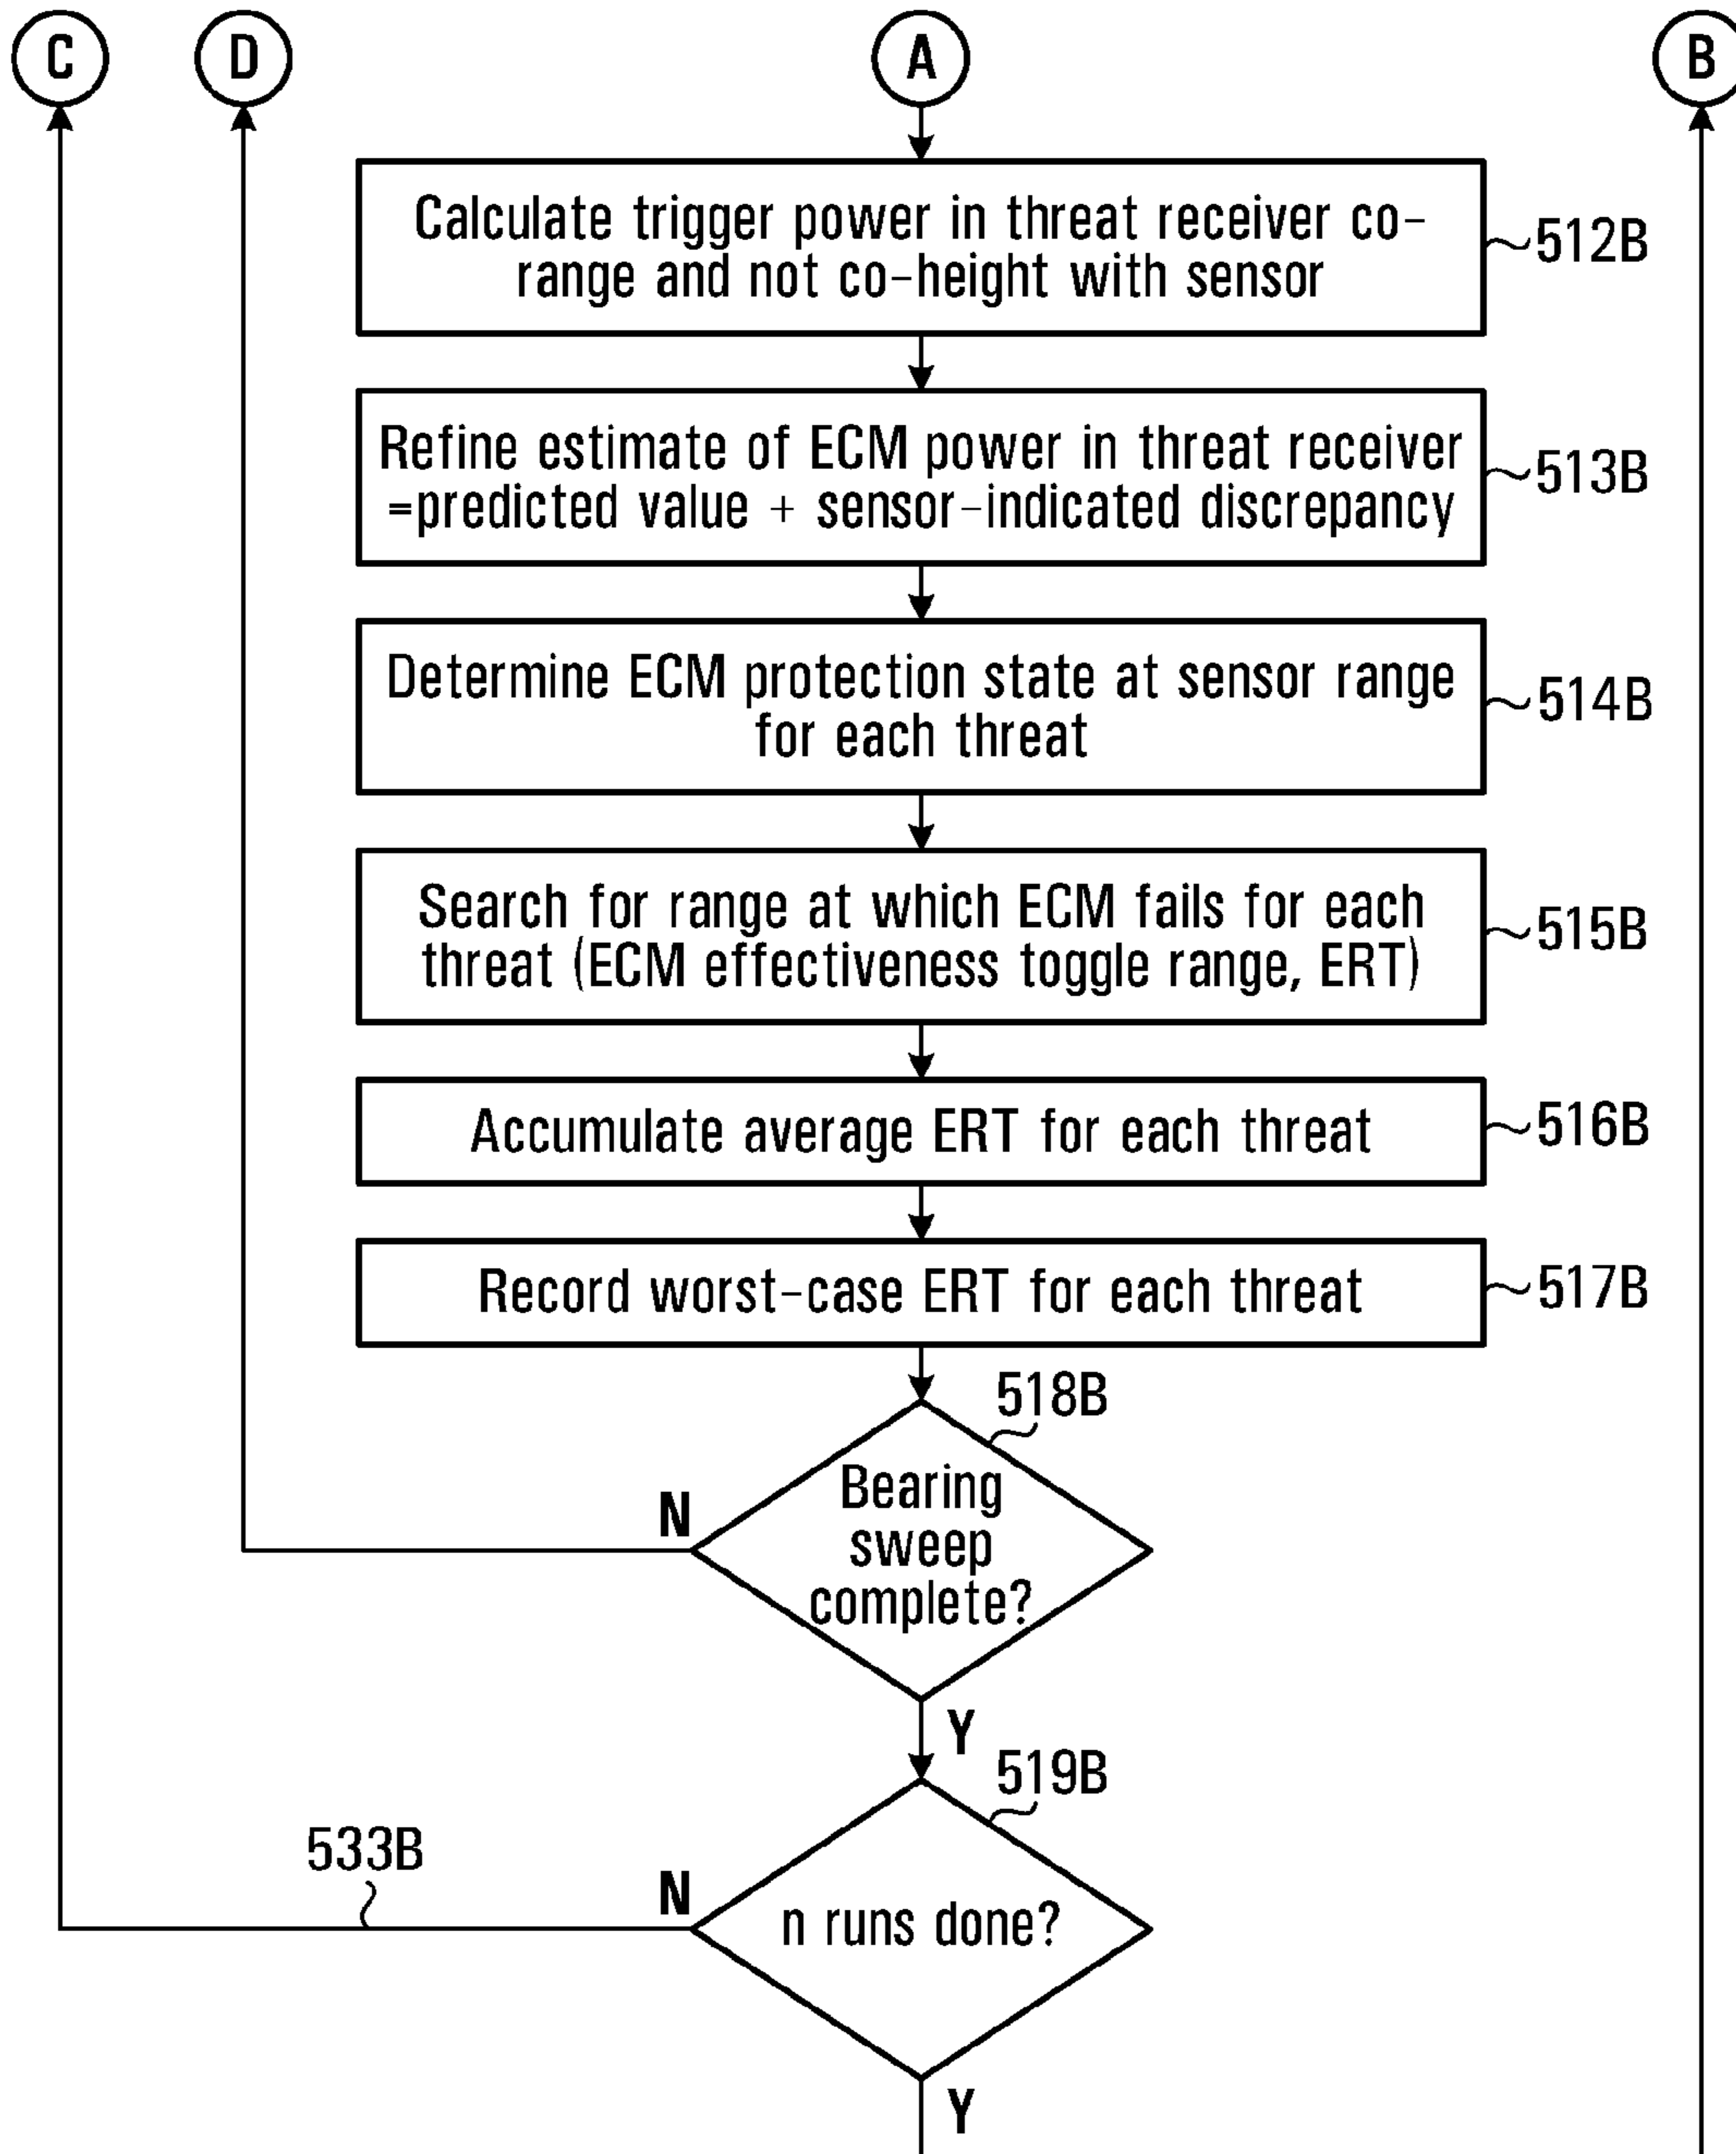 C
D
A
B
Calculate trigger power in threat receiver co-
range and not co-height with sensor
512B
Refine estimate of ECM power in threat receiver
=predicted value + sensor-indicated discrepancy
513B
Determine ECM protection state at sensor range
for each threat
514B
Search for range at which ECM fails for each
threat (ECM effectiveness toggle range, ERT)
515B
Accumulate average ERT for each threat
516B
Record worst-case ERT for each threat
517B
518B
Bearing
sweep
complete?
N
Y
519B
533B
N
n runs done?
Y